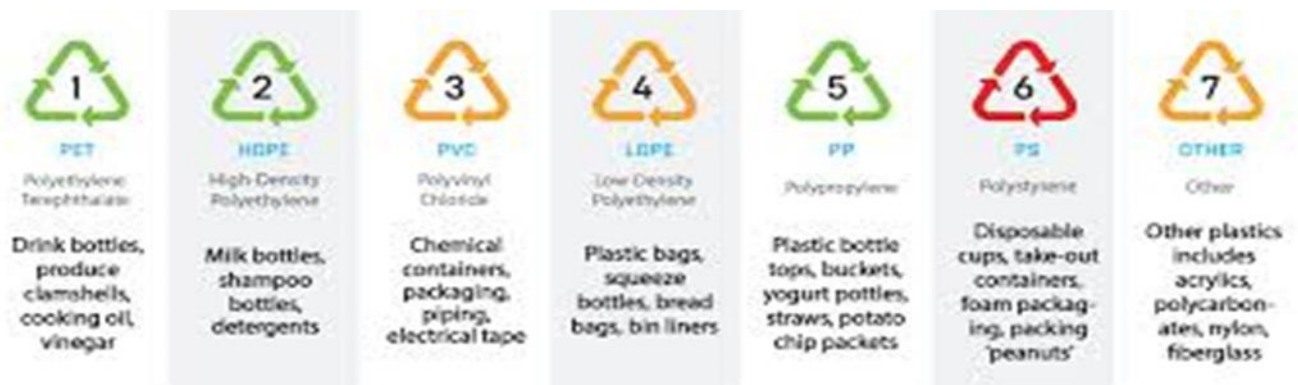 1
PET
Polyethylene
Terephthalate
Drink bottles,
produce
clamshells,
cooking oil,
vinegar
2
HDPE
High-Density
Polyethylene
Milk bottles,
shampoo
bottles,
detergents
3
PVC
Polyvinyl
Chloride
Chemical
containers,
packaging,
piping,
electrical tape
4
LDPE
Low Density
Polyethylene
Plastic bags,
squeeze
bottles, bread
bags, bin liners
5
PP
Polypropylene
Plastic bottle
tops, buckets,
yogurt pottles,
straws, potato
chip packets
6
PS
Polystyrene
Disposable
cups, take-out
containers,
foam packag-
ing, packing
'peanuts'
7
OTHER
Other
Other plastics
includes
acrylics,
polycarbon-
ates, nylon,
fiberglass